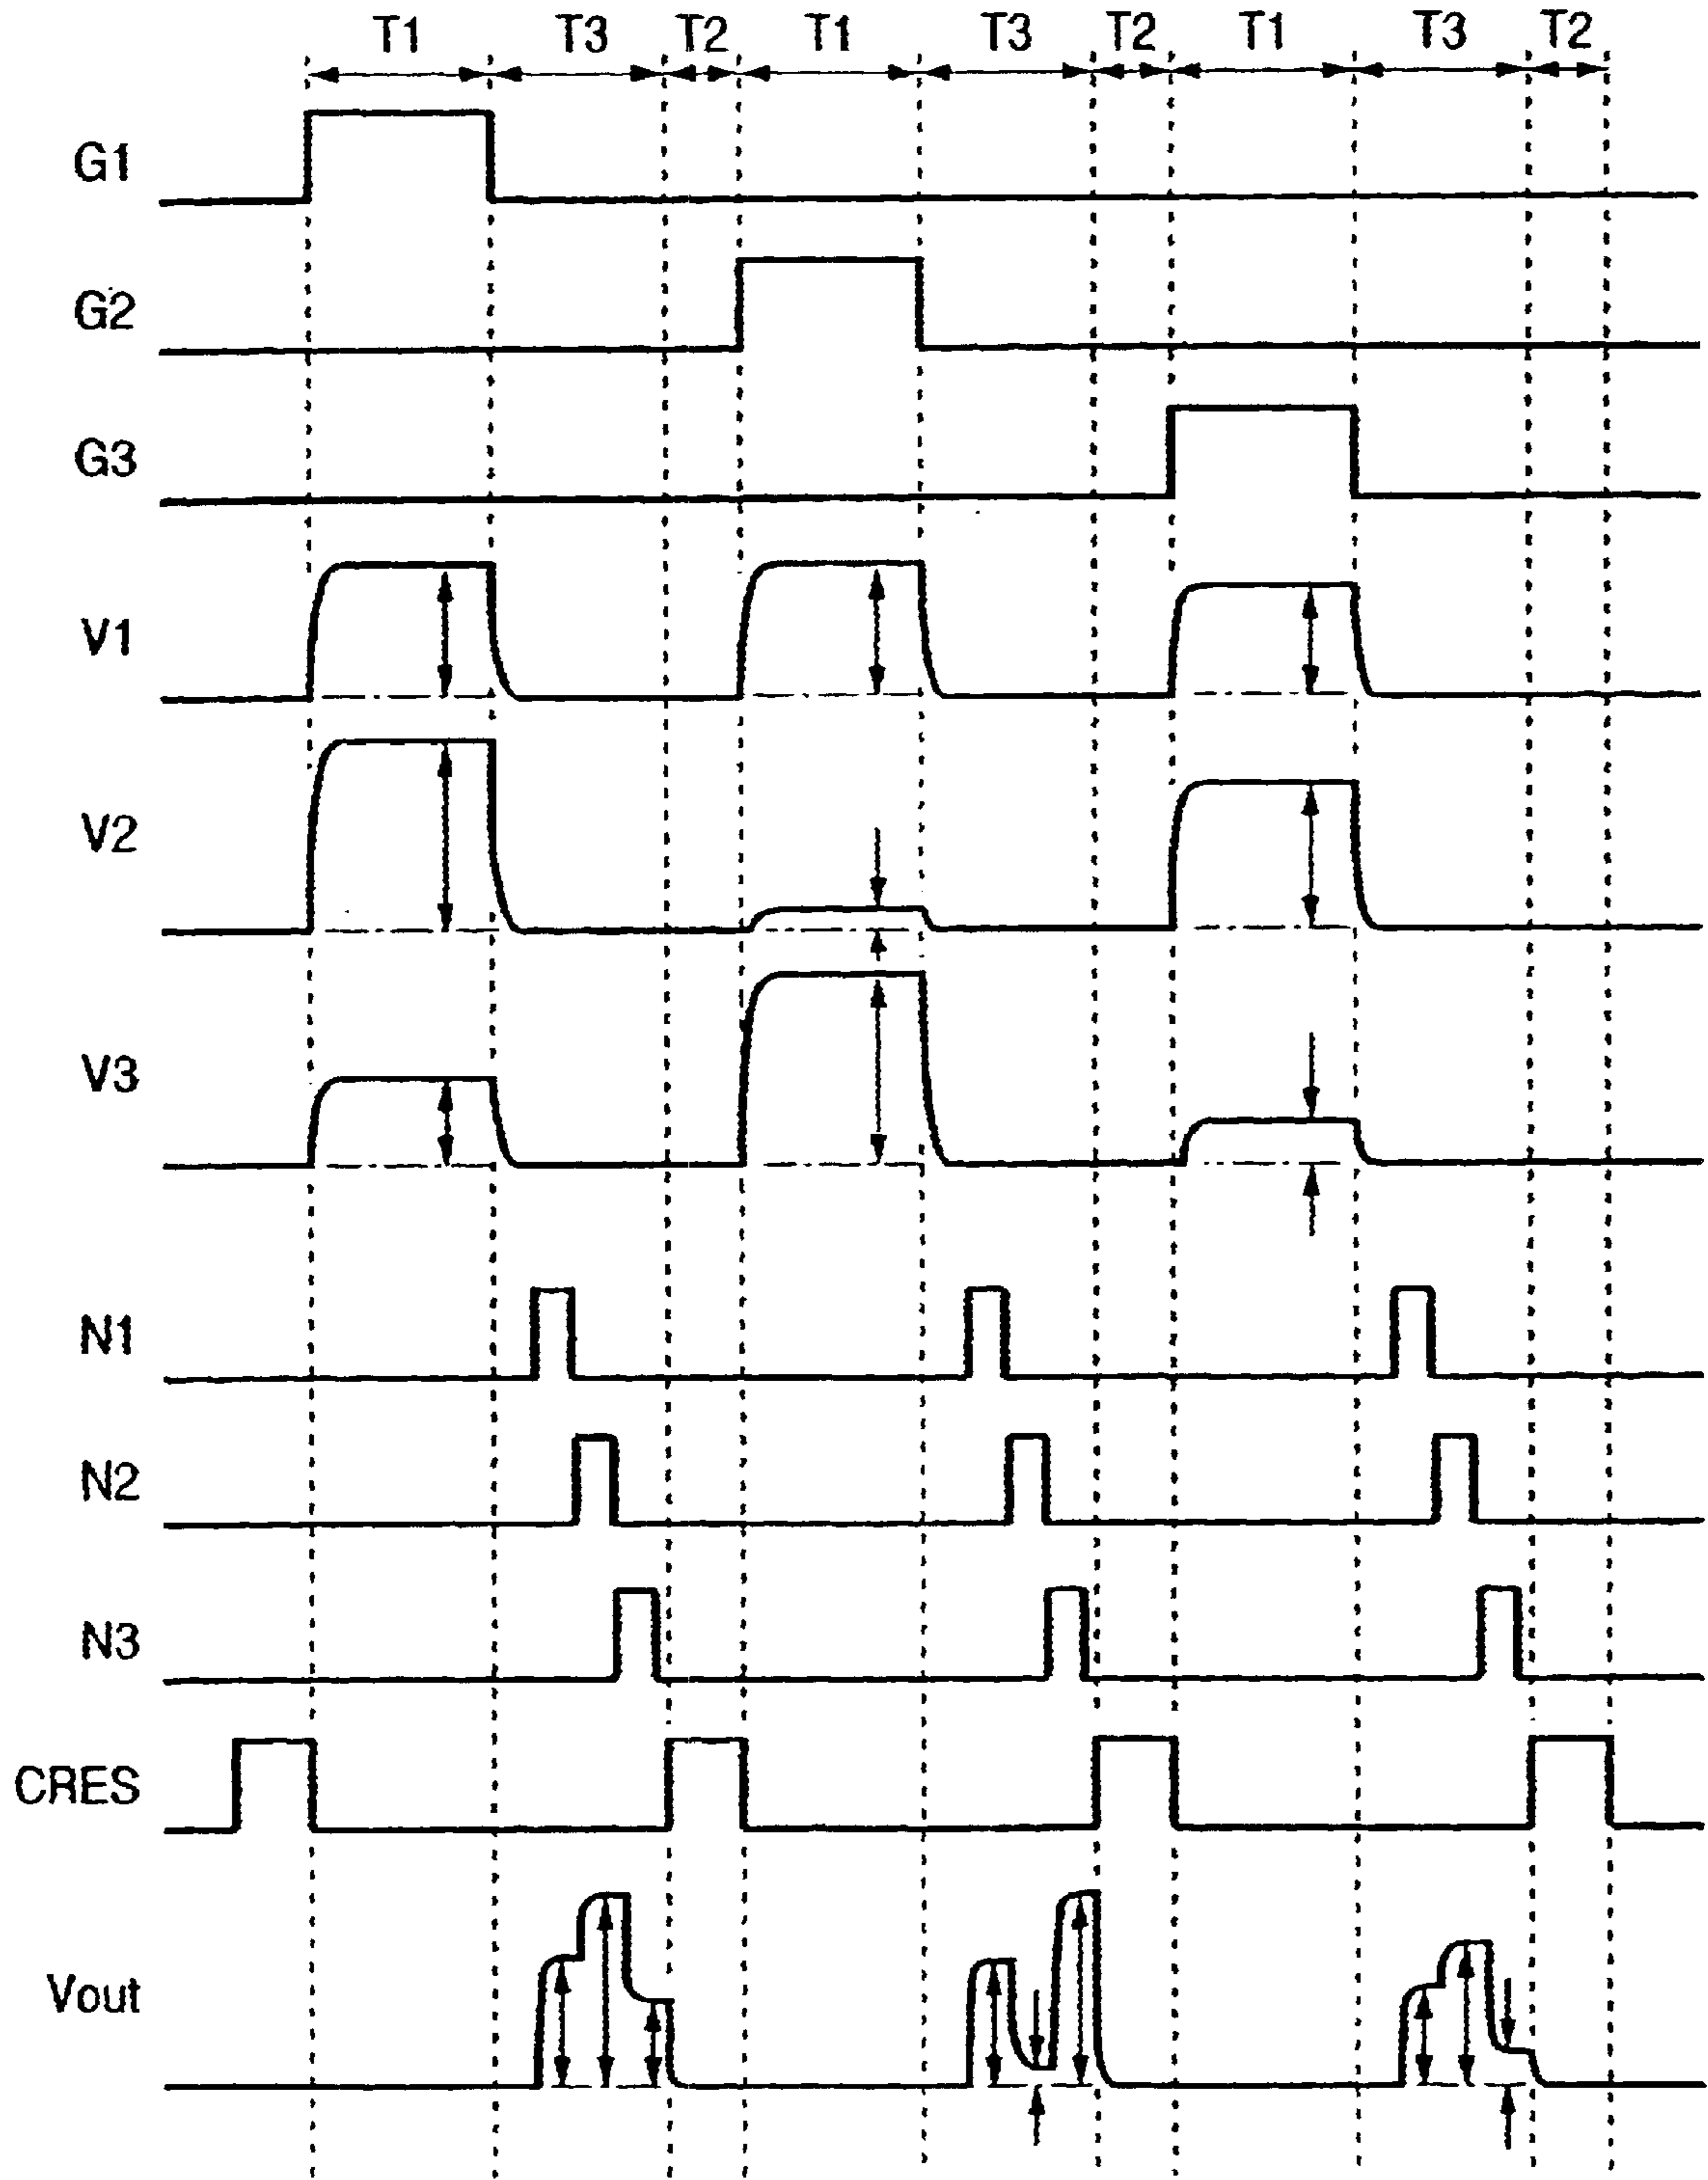 T1 T3 T2 T1 T3 T2 T1 T3 T2
G1
G2
G3
V1
V2
V3
N1
N2
N3
CRES
Vout